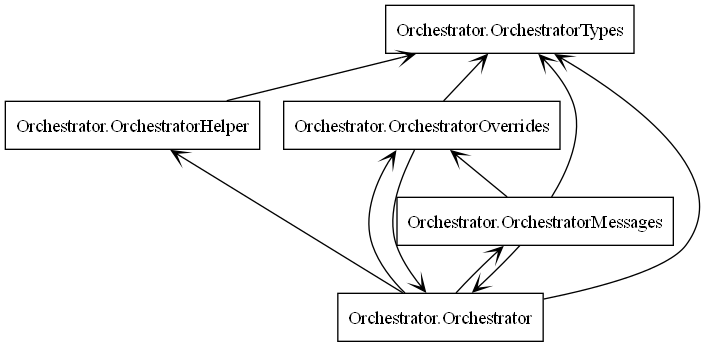 Orchestrator.OrchestratorTypes
Orchestrator.OrchestratorHelper
Orchestrator.OrchestratorOverrides
Orchestrator.OrchestratorMessages
Orchestrator.Orchestrator